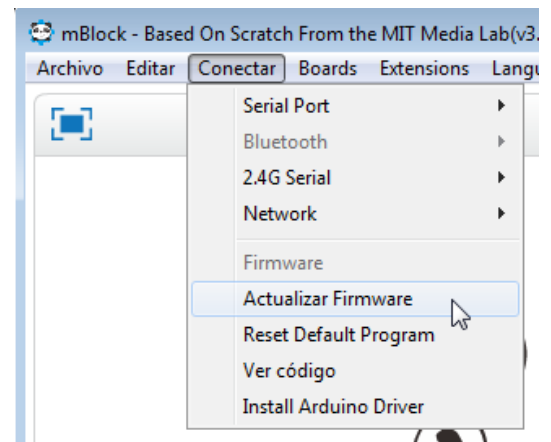 mBlock - Based On Scratch From the MIT Media Lab(v3.
Archivo Editar Conectar Boards Extensions Langu
Serial Port
Bluetooth
2.4G Serial
Network
Firmware
Actualizar Firmware
Reset Default Program
Ver código
Install Arduino Driver